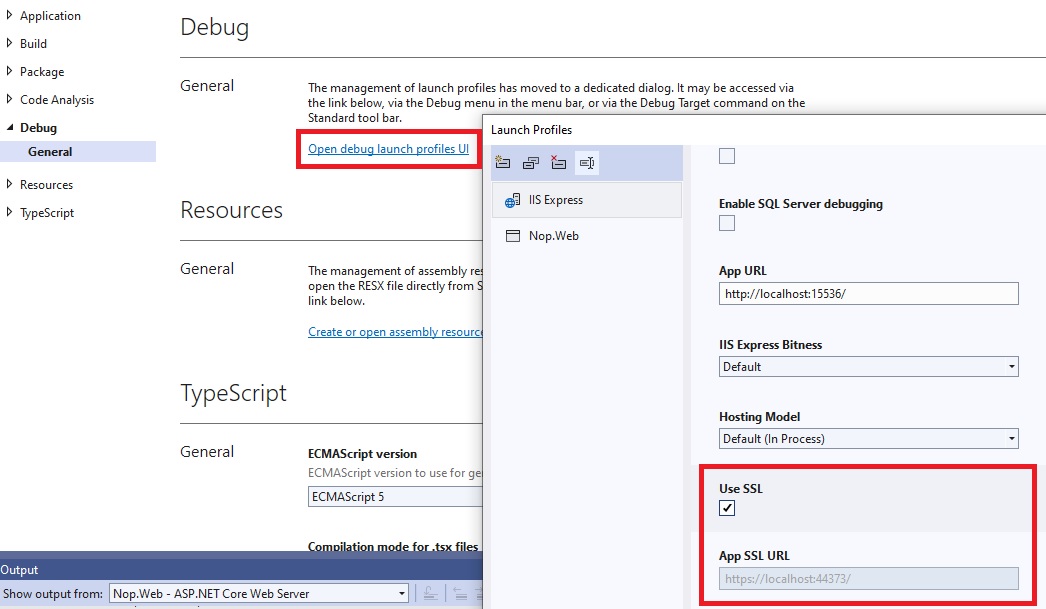 Application
Build
Package
Code Analysis
Debug
General
Resources
TypeScript
Debug
General
The management of launch profiles has moved to a dedicated dialog. It may be accessed via
the link below, via the Debug menu in the menu bar, or via the Debug Target command on the
Standard tool bar.
Open debug launch profiles UI
Resources
General
The management of assembly res
open the RESX file directly from S
link below.
Create or open assembly resourc
TypeScript
General
ECMAScript version
ECMAScript version to use for ge
ECMAScript 5
Compilation mode for .tsx files
Launch Profiles
IIS Express
Nop.Web
Enable SQL Server debugging
App URL
http://localhost:15536/
IIS Express Bitness
Default
Hosting Model
Default (In Process)
Use SSL
App SSL URL
https://localhost:44373/
Output
Show output from: Nop.Web - ASP.NET Core Web Server